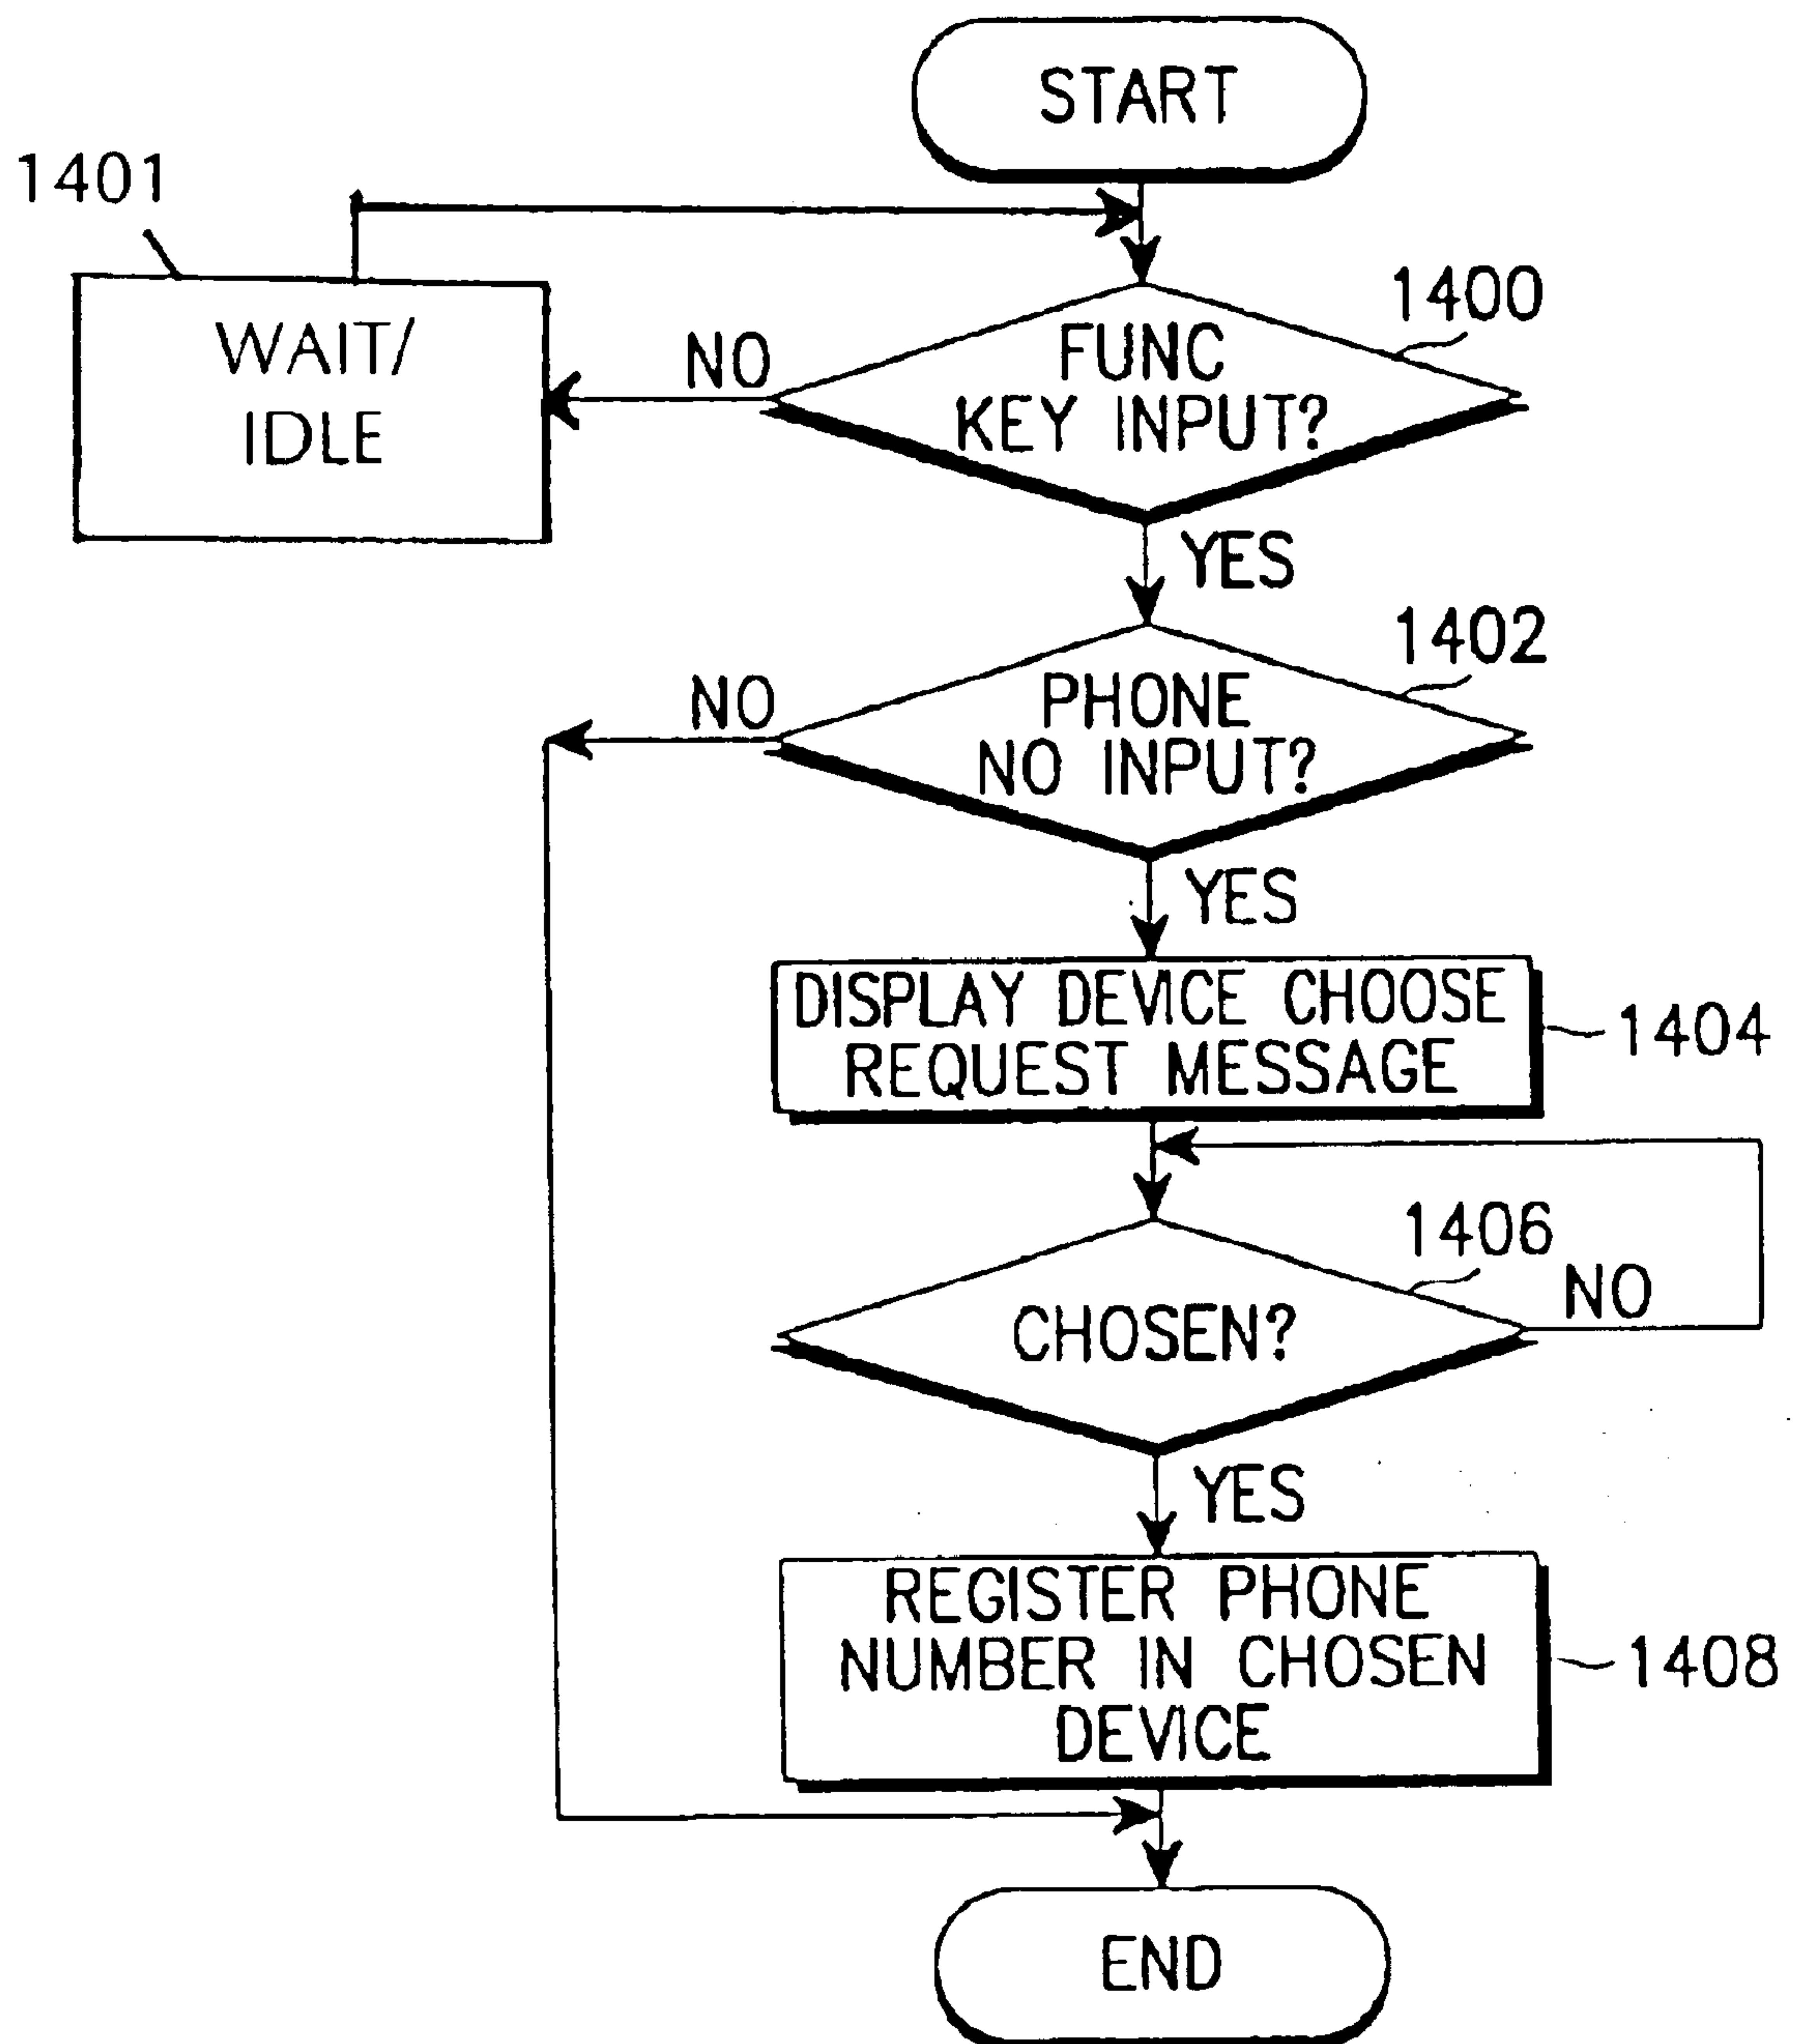 START
1401
1400
WAIT/
IDLE
NO
FUNC
KEY INPUT?
YES
1402
NO
PHONE
NO INPUT?
YES
DISPLAY DEVICE CHOOSE
REQUEST MESSAGE
1404
1406
CHOSEN?
NO
YES
REGISTER PHONE
NUMBER IN CHOSEN
DEVICE
1408
END